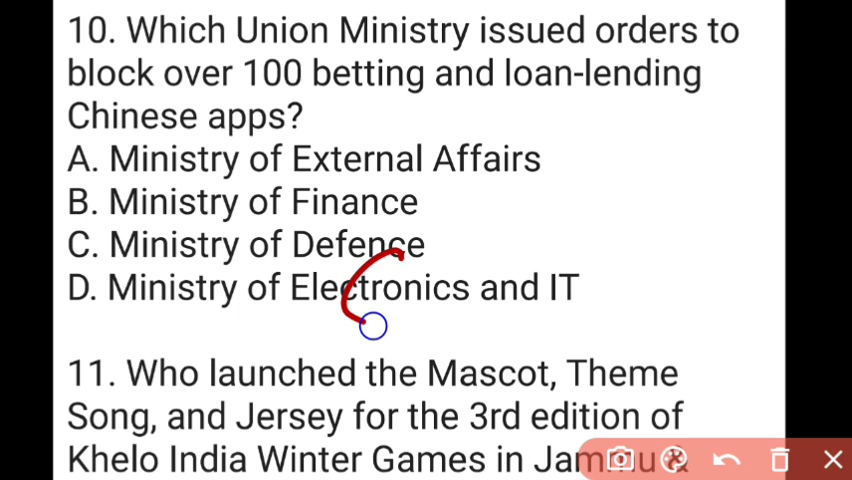 10. Which Union Ministry issued orders to
block over 100 betting and loan-lending
Chinese apps?
A. Ministry of External Affairs
B. Ministry of Finance
C. Ministry of Defence
D. Ministry of Electronics and IT
11. Who launched the Mascot, Theme
Song, and Jersey for the 3rd edition of
Khelo India Winter Games in Jammu &